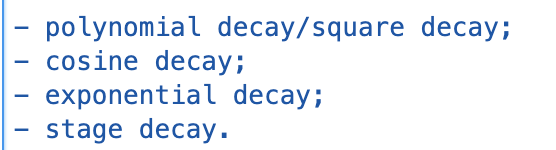 - polynomial decay/square decay;
- cosine decay;
- exponential decay;
- stage decay.